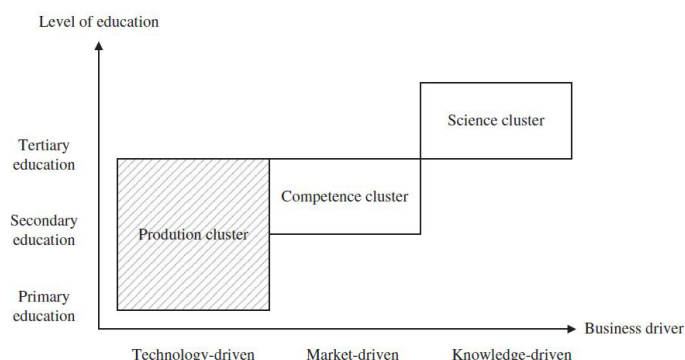 Level of education
Science cluster
Tertiary
education
Competence cluster
Secondary
education
Prodution cluster
Primary
education
Business driver
Technology-driven
Market-driven
Knowledge-driven